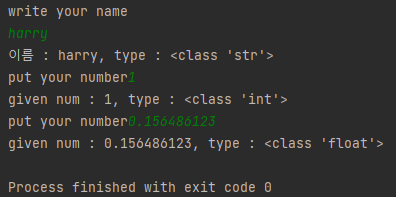 write your name
harry
이름 : harry, type : <class 'str'>
put your number1
given num : 1, type : <class 'int'>
put your number0.156486123
given num : 0.156486123, type : <class 'float'>
Process finished with exit code 0